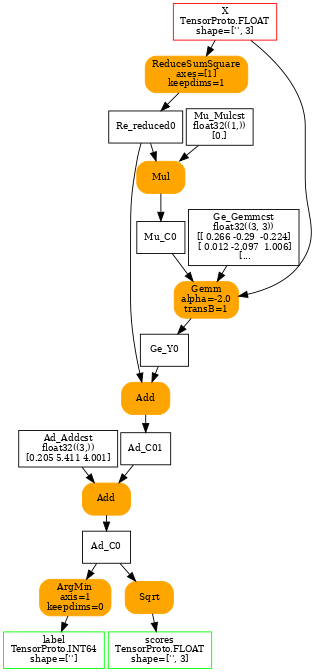 X
TensorProto.FLOAT
shape=['', 3]
ReduceSumSquare
axes=[1]
keepdims=1
Re_reduced0
Mu_Mulcst
float32((1,))
[0.]
Mul
Mu_C0
Ge_Gemmcst
float32((3, 3))
[[ 0.266 -0.29 -0.224]
[ 0.012 -2.097 1.006]
[...
Gemm
alpha=-2.0
transB=1
Ge_Y0
Add
Ad_Addcst
float32((3,))
[0.205 5.411 4.001]
Ad_C01
Add
Ad_C0
ArgMin
axis=1
keepdims=0
Sqrt
label
TensorProto.INT64
shape=['']
scores
TensorProto.FLOAT
shape=['', 3]